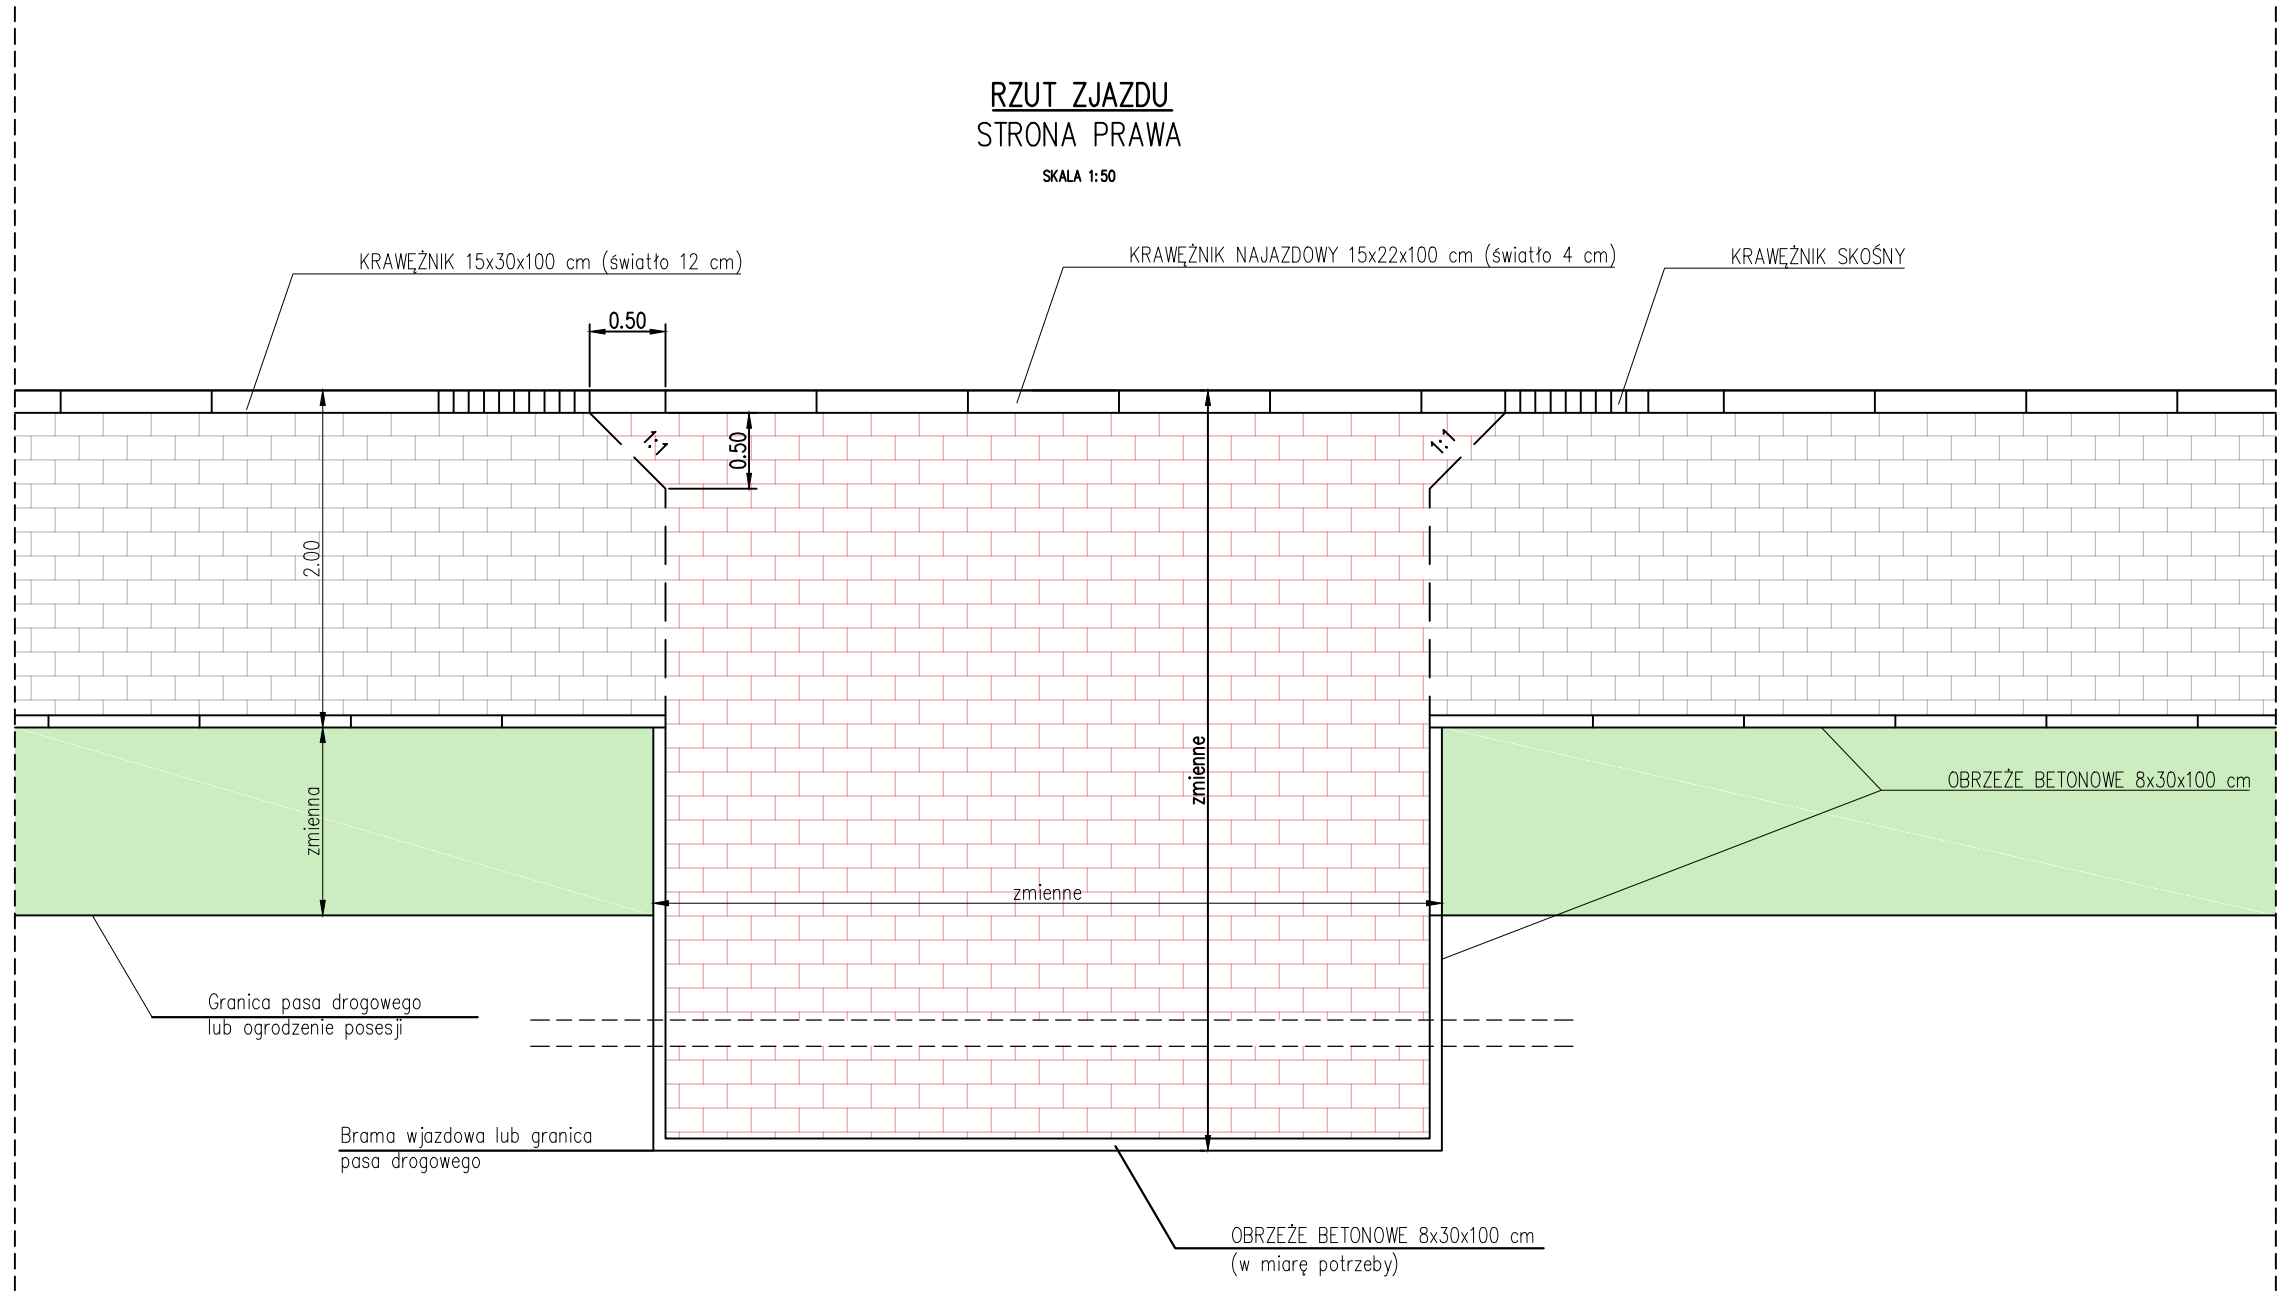 RZUT ZJAZDU
STRONA PRAWA
SKALA 1:50
KRAWĘŻNIK 15x30x100 cm (światło 12 cm)
KRAWĘŻNIK NAJAZDOWY 15x22x100 cm (światło 4 cm)
KRAWĘŻNIK SKOŚNY
0.50
1:1
0.50
1:1
2.00
zmienne
OBRZEŻE BETONOWE 8x30x100 cm
zmienna
zmienne
Granica pasa drogowego
lub ogrodzenie posesji
Brama wjazdowa lub granica
pasa drogowego
OBRZEŻE BETONOWE 8x30x100 cm
(w miarę potrzeby)